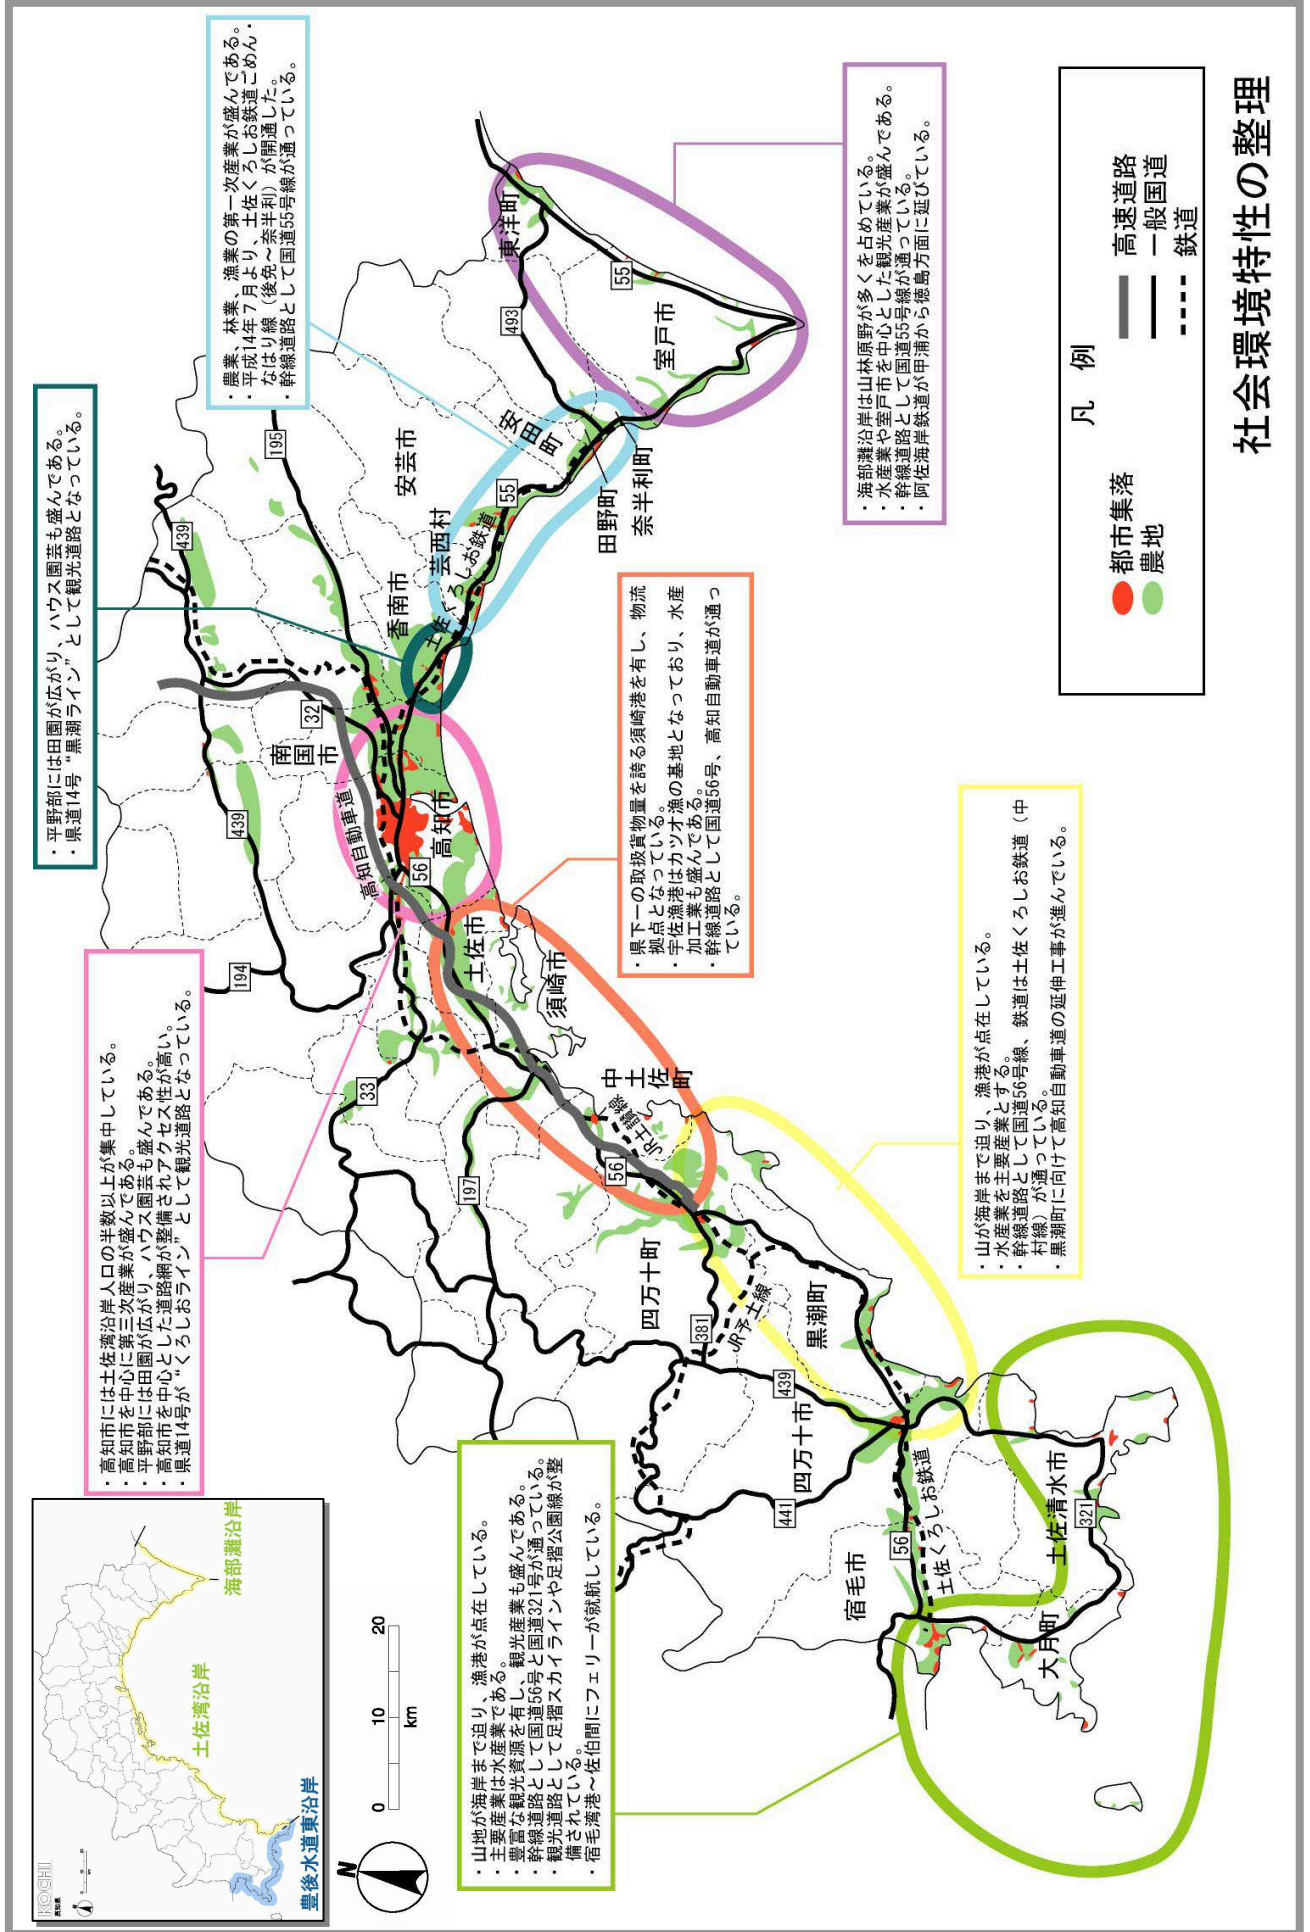 社会環境特性の整理
KOCHI
高知県
土佐湾沿岸
海部灘沿岸
豊後水道東沿岸
N
0
10
20
km
・高知市には土佐湾沿岸人口の半数以上が集中している。
・高知市を中心に第三次産業が盛んである。
・平野部には田園が広がり、ハウス園芸も盛んである。
・高知市を中心とした道路網が整備されアクセス性が高い。
・県道14号が“くろしおライン”として観光道路となっている。
・平野部には田園が広がり、ハウス園芸も盛んである。
・県道14号“黒潮ライン”として観光道路となっている。
・農業、林業、漁業の第一次産業が盛んである。
・平成14年7月より、土佐くろしお鉄道ごめん・
なはり線（後免～奈半利）が開通した。
・幹線道路として国道55号線が通っている。
・山地が海岸まで迫り、漁港が点在している。
・主要産業は水産業である。
・豊富な観光資源を有し、観光産業も盛んである。
・幹線道路として国道56号と国道321号が通っている。
・観光道路として足摺スカイラインや足摺公園線が整
備されている。
・宿毛湾港～佐伯間にフェリーが就航している。
・県下一の取扱貨物量を誇る須崎港を有し、物流
拠点となっている。
・宇佐漁港はカツオ漁の基地となっており、水産
加工業も盛んである。
・幹線道路として国道56号、高知自動車道が通っ
ている。
・海部灘沿岸は山林原野が多くを占めている。
・水産業や室戸市を中心とした観光産業が盛んである。
・幹線道路として国道55号線が通っている。
・阿佐海岸鉄道が甲浦から徳島方面に延びている。
・山が海岸まで迫り、漁港が点在している。
・水産業を主要産業とする。
・幹線道路として国道56号線、鉄道は土佐くろしお鉄道（中
村線）が通っている。
・黒潮町に向けて高知自動車道の延伸工事が進んでいる。
439
195
32
439
194
33
197
56
381
439
441
56
321
56
493
55
55
南国市
高知自動車道
高知市
香南市
芸西村
土佐くろしお鉄道
安芸市
安田町
田野町
奈半利町
東洋町
室戸市
土佐市
須崎市
中土佐町
JR土讃線
四万十町
JR予土線
黒潮町
四万十市
土佐くろしお鉄道
宿毛市
土佐清水市
大月町
凡 例
都市集落
農地
高速道路
一般国道
鉄道